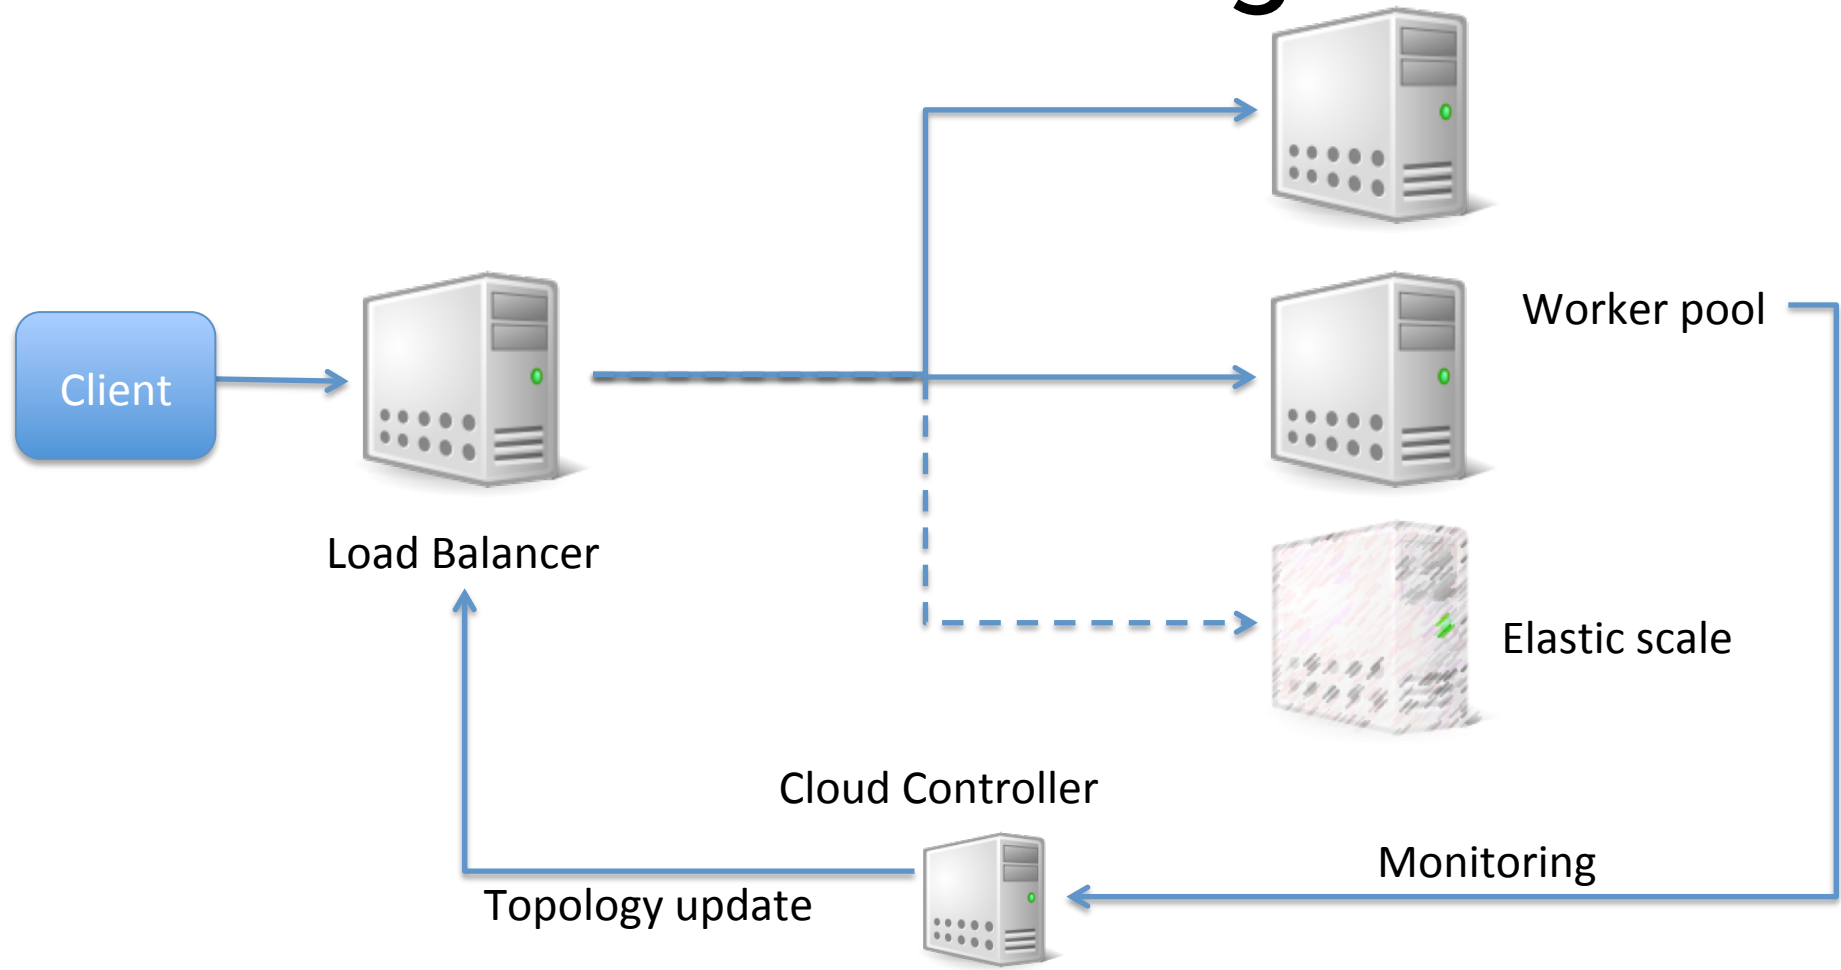 Client
Load Balancer
Worker pool
Elastic scale
Cloud Controller
Monitoring
Topology update